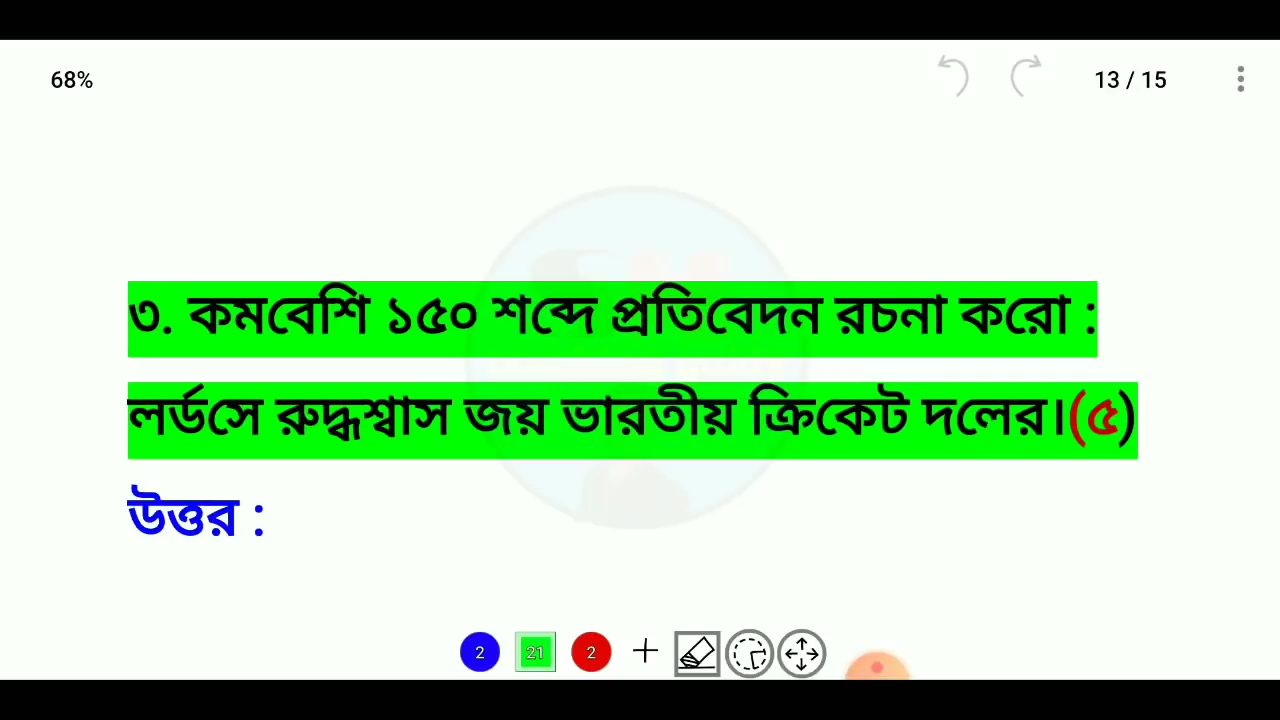 68%
13 / 15
৩. কমবেশি ১৫০ শব্দে প্রতিবেদন রচনা করো :
লর্ডসে রুদ্ধশ্বাস জয় ভারতীয় ক্রিকেট দলের।(৫)
উত্তর :
2 21 2